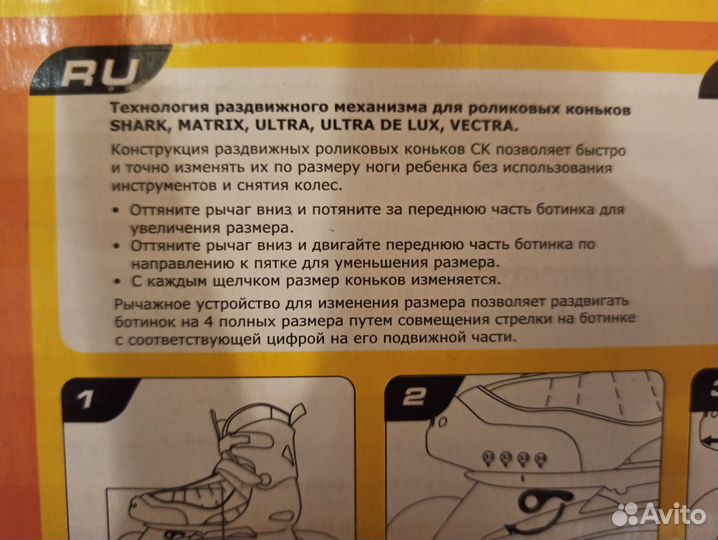 RU
Технология раздвижного механизма для роликовых коньков
SHARK, MATRIX, ULTRA, ULTRA DE LUX, VECTRA.
Конструкция раздвижных роликовых коньков СК позволяет быстро
и точно изменять их по размеру ноги ребенка без использования
инструментов и снятия колес.
• Оттяните рычаг вниз и потяните за переднюю часть ботинка для
увеличения размера.
• Оттяните рычаг вниз и двигайте переднюю часть ботинка по
направлению к пятке для уменьшения размера.
• С каждым щелчком размер коньков изменяется.
Рычажное устройство для изменения размера позволяет раздвигать
ботинок на 4 полных размера путем совмещения стрелки на ботинке
с соответствующей цифрой на его подвижной части.
1
2
3
Avito